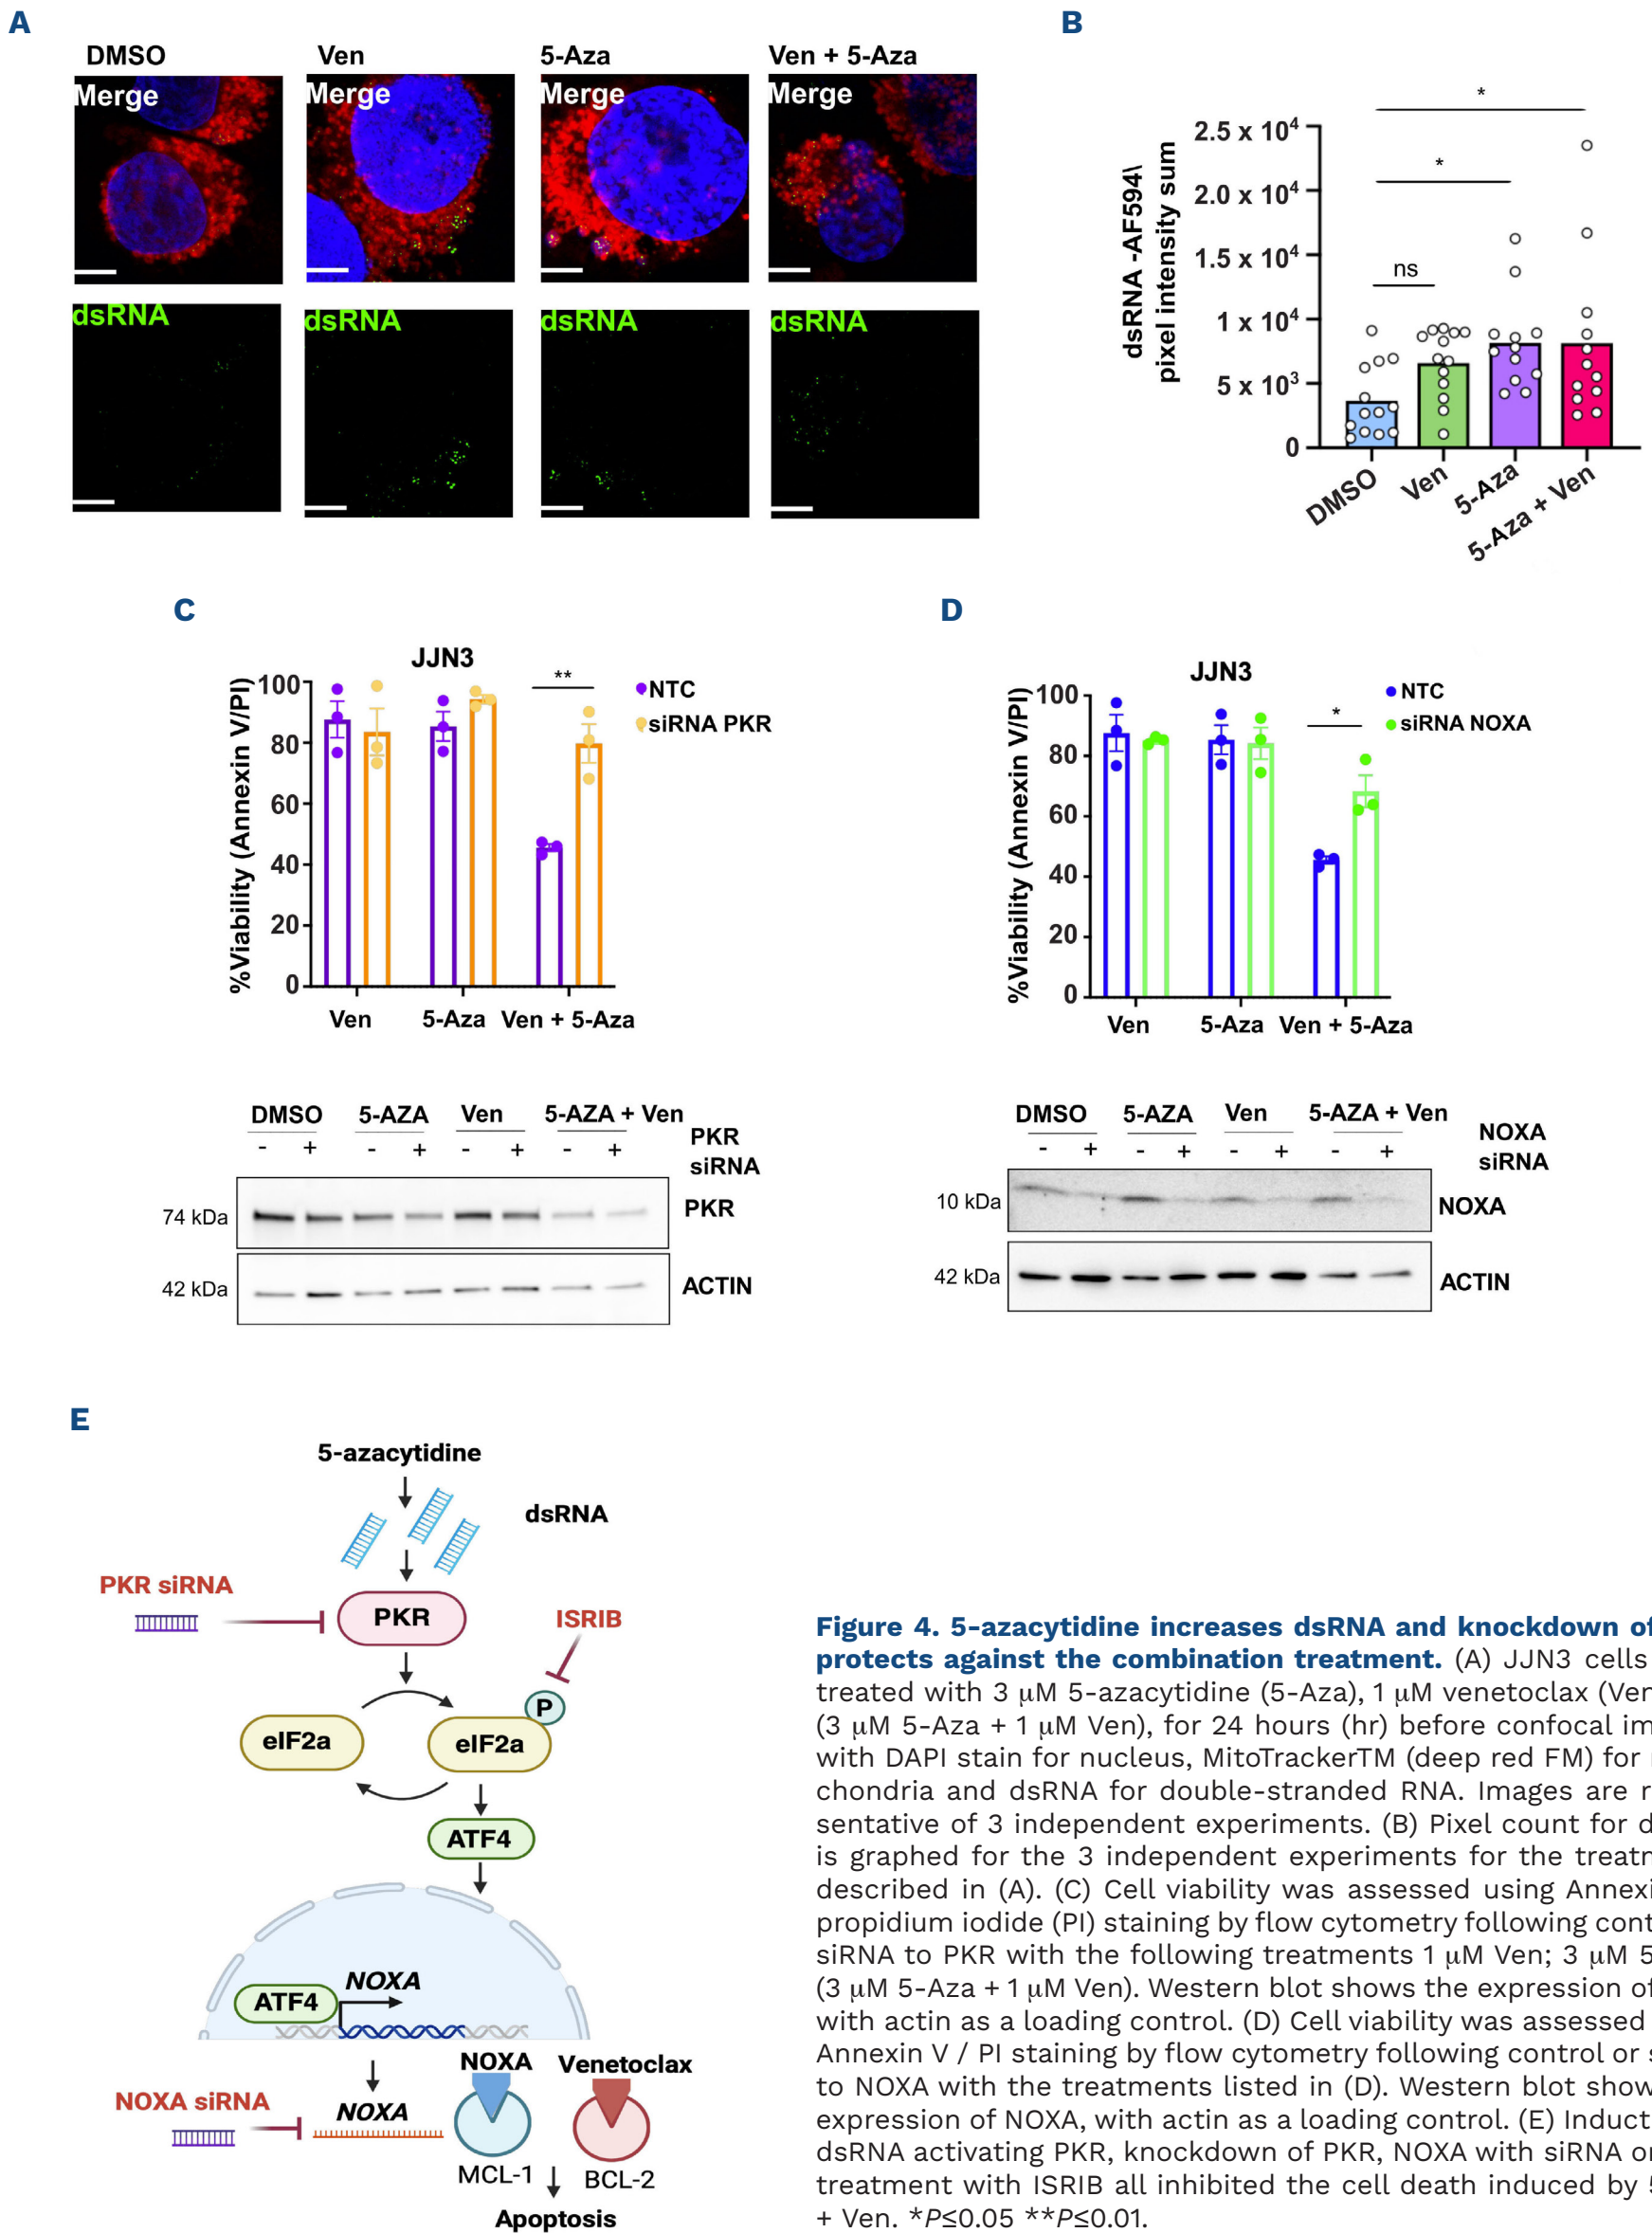 A
DMSO
Ven
5-Aza
Ven + 5-Aza
Merge
Merge
Merge
Merge
dsRNA
dsRNA
dsRNA
dsRNA
B
dsRNA -AF594\
pixel intensity sum
2.5 x 10⁴
2.0 x 10⁴
1.5 x 10⁴
1 x 10⁴
5 x 10³
0
ns
*
*
DMSO
Ven
5-Aza
5-Aza + Ven
C
JJN3
%Viability (Annexin V/PI)
100
80
60
40
20
0
**
NTC
siRNA PKR
Ven
5-Aza
Ven + 5-Aza
DMSO
5-AZA
Ven
5-AZA + Ven
- + - + - + - +
PKR
siRNA
74 kDa
PKR
42 kDa
ACTIN
D
JJN3
%Viability (Annexin V/PI)
100
80
60
40
20
0
*
NTC
siRNA NOXA
Ven
5-Aza
Ven + 5-Aza
DMSO
5-AZA
Ven
5-AZA + Ven
- + - + - + - +
NOXA
siRNA
10 kDa
NOXA
42 kDa
ACTIN
E
5-azacytidine
dsRNA
PKR siRNA
PKR
ISRIB
P
eIF2a
eIF2a
ATF4
NOXA
ATF4
NOXA
Venetoclax
NOXA siRNA
NOXA
MCL-1
BCL-2
Apoptosis
Figure 4. 5-azacytidine increases dsRNA and knockdown of
protects against the combination treatment. (A) JJN3 cells
treated with 3 μM 5-azacytidine (5-Aza), 1 μM venetoclax (Ven
(3 μM 5-Aza + 1 μM Ven), for 24 hours (hr) before confocal im
with DAPI stain for nucleus, MitoTrackerTM (deep red FM) for
chondria and dsRNA for double-stranded RNA. Images are r
sentative of 3 independent experiments. (B) Pixel count for d
is graphed for the 3 independent experiments for the treatn
described in (A). (C) Cell viability was assessed using Annexi
propidium iodide (PI) staining by flow cytometry following cont
siRNA to PKR with the following treatments 1 μM Ven; 3 μM 5
(3 μM 5-Aza + 1 μM Ven). Western blot shows the expression of
with actin as a loading control. (D) Cell viability was assessed
Annexin V / PI staining by flow cytometry following control or s
to NOXA with the treatments listed in (D). Western blot show
expression of NOXA, with actin as a loading control. (E) Induct
dsRNA activating PKR, knockdown of PKR, NOXA with siRNA or
treatment with ISRIB all inhibited the cell death induced by 5
+ Ven. *P≤0.05 **P≤0.01.